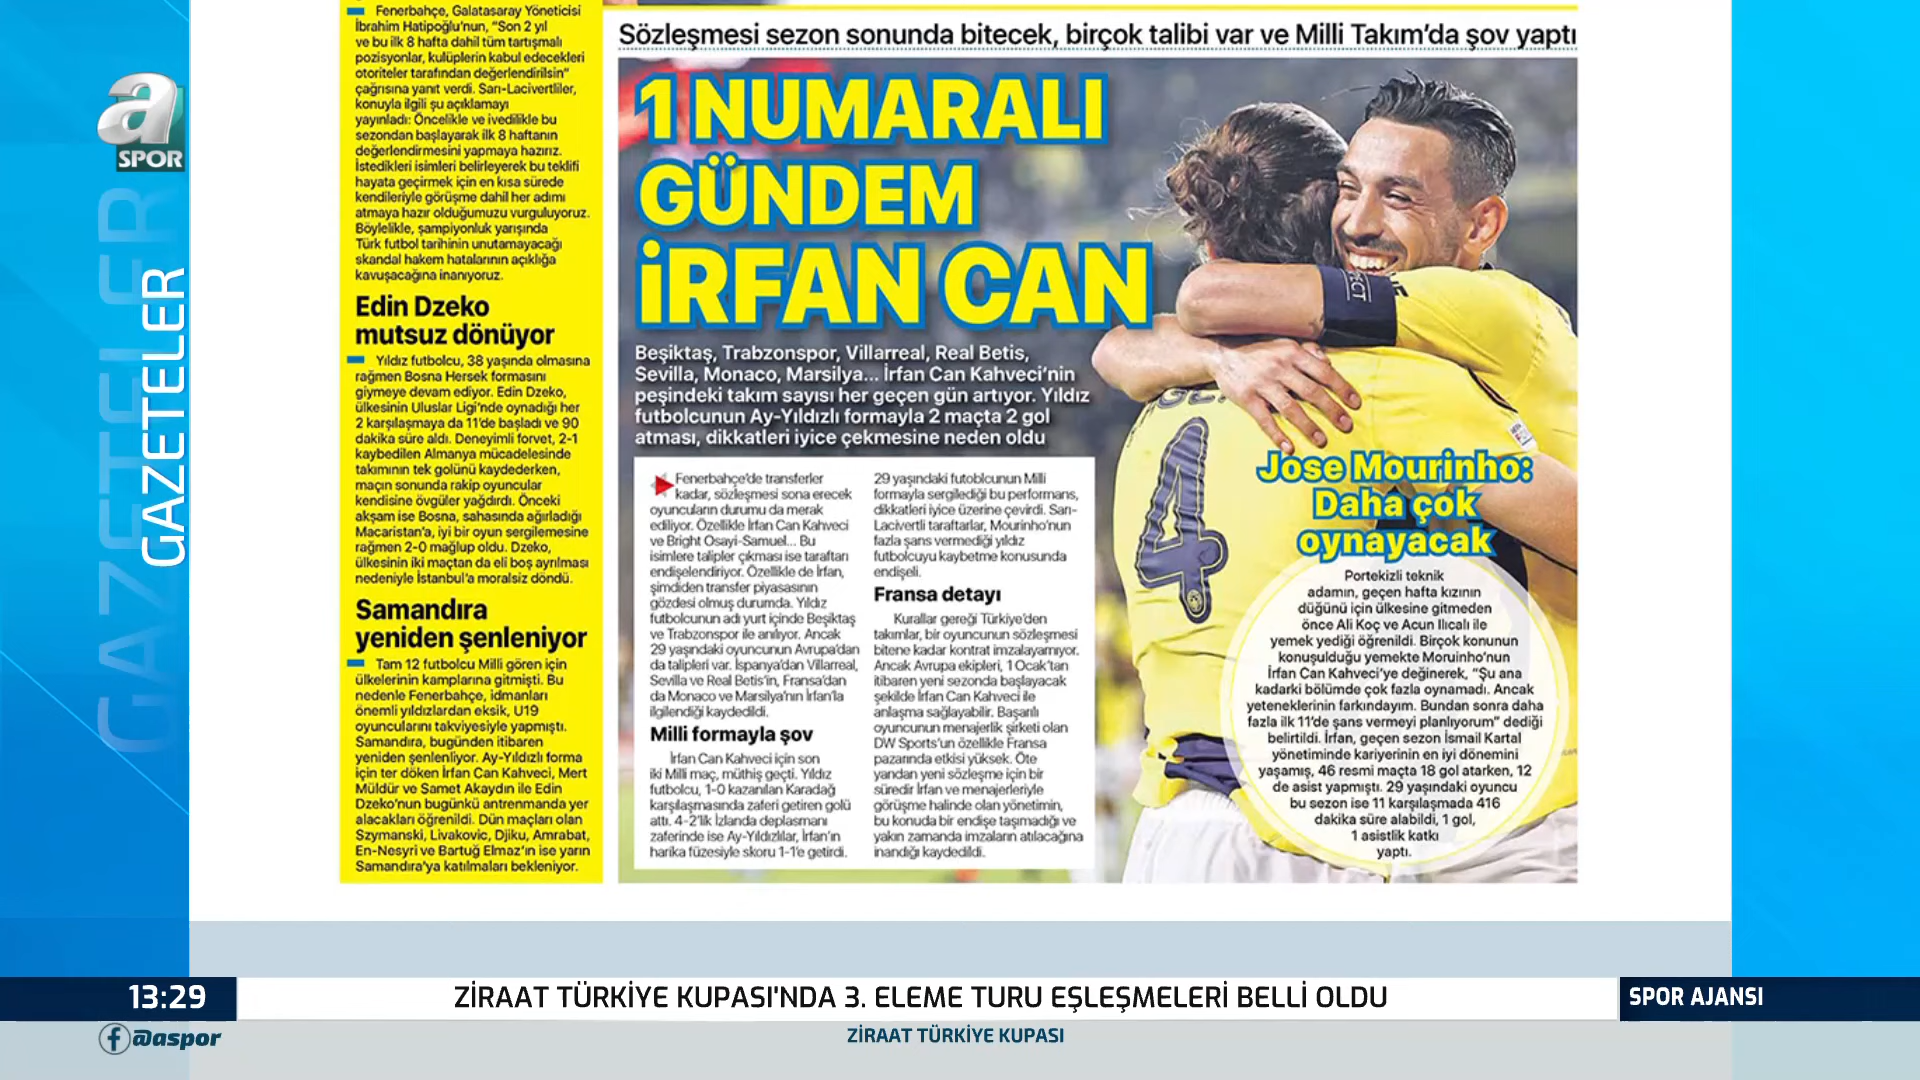 a
SPOR
GAZETELER
GAZETELER
Fenerbahçe, Galatasaray Yöneticisi
İbrahim Hatipoğlu'nun, "Son 2 yıl
ve bu ilk 8 hafta dahil tüm tartışmalı
pozisyonlar, kulüplerin kabul edecekleri
otoriteler tarafından değerlendirilsin"
çağrısına yanıt verdi. Sarı-Lacivertliler,
konuyla ilgili şu açıklamayı
yayınladı: Öncelikle ve ivedilikle bu
sezondan başlayarak ilk 8 haftanın
değerlendirmesini yapmaya hazırız.
İstedikleri isimleri belirleyerek bu teklifi
hayata geçirmek için en kısa sürede
kendileriyle görüşme dahil her adımı
atmaya hazır olduğumuzu vurguluyoruz.
Böylelikle, şampiyonluk yarışında
Türk futbol tarihinin unutamayacağı
skandal hakem hatalarının açıklığa
kavuşacağına inanıyoruz.
Edin Dzeko
mutsuz dönüyor
Yıldız futbolcu, 38 yaşında olmasına
rağmen Bosna Hersek formasını
giymeye devam ediyor. Edin Dzeko,
ülkesinin Uluslar Ligi'nde oynadığı her
2 karşılaşmaya da 11'de başladı ve 90
dakika süre aldı. Deneyimli forvet, 2-1
kaybedilen Almanya mücadelesinde
takımının tek golünü kaydederken,
maçın sonunda rakip oyuncular
kendisine övgüler yağdırdı. Önceki
akşam ise Bosna, sahasında ağırladığı
Macaristan'a, iyi bir oyun sergilemesine
rağmen 2-0 mağlup oldu. Dzeko,
ülkesinin iki maçtan da eli boş ayrılması
nedeniyle İstanbul'a moralsiz döndü.
Samandıra
yeniden şenleniyor
Tam 12 futbolcu Milli gören için
ülkelerinin kamplarına gitmişti. Bu
nedenle Fenerbahçe, idmanları
önemli yıldızlardan eksik, U19
oyuncularını takviyesiyle yapmıştı.
Samandıra, bugünden itibaren
yeniden şenleniyor. Ay-Yıldızlı forma
için ter döken İrfan Can Kahveci, Mert
Müldür ve Samet Akaydın ile Edin
Dzeko'nun bugünkü antrenmanda yer
alacakları öğrenildi. Dün maçları olan
Szymanski, Livakovic, Djiku, Amrabat,
En-Nesyri ve Bartuğ Elmaz'ın ise yarın
Samandıra'ya katılmaları bekleniyor.
Sözleşmesi sezon sonunda bitecek, birçok talibi var ve Milli Takım'da şov yaptı
1 NUMARALI
GÜNDEM
İRFAN CAN
Beşiktaş, Trabzonspor, Villarreal, Real Betis,
Sevilla, Monaco, Marsilya... İrfan Can Kahveci'nin
peşindeki takım sayısı her geçen gün artıyor. Yıldız
futbolcunun Ay-Yıldızlı formayla 2 maçta 2 gol
atması, dikkatleri iyice çekmesine neden oldu
Fenerbahçe'de transferler
kadar, sözleşmesi sona erecek
oyuncuların durumu da merak
ediliyor. Özellikle İrfan Can Kahveci
ve Bright Osayi-Samuel... Bu
isimlere talipler çıkması ise taraftarı
endişelendiriyor. Özellikle de İrfan,
şimdiden transfer piyasasının
gözdesi olmuş durumda. Yıldız
futbolcunun adı yurt içinde Beşiktaş
ve Trabzonspor ile anılıyor. Ancak
29 yaşındaki oyuncunun Avrupa'dan
da talipleri var. İspanya'dan Villarreal,
Sevilla ve Real Betis'in, Fransa'dan
da Monaco ve Marsilya'nın İrfan'la
ilgilendiği kaydedildi.
Milli formayla şov
İrfan Can Kahveci için son
iki Milli maç, müthiş geçti. Yıldız
futbolcu, 1-0 kazanılan Karadağ
karşılaşmasında zaferi getiren golü
attı. 4-2'lik İzlanda deplasmanı
zaferinde ise Ay-Yıldızlılar, İrfan'ın
harika füzesiyle skoru 1-1'e getirdi.
29 yaşındaki futoblcunun Milli
formayla sergilediği bu performans,
dikkatleri iyice üzerine çevirdi. Sarı-
Lacivertli taraftarlar, Mourinho'nun
fazla şans vermediği yıldız
futbolcuyu kaybetme konusunda
endişeli.
Fransa detayı
Kurallar gereği Türkiye'den
takımlar, bir oyuncunun sözleşmesi
bitene kadar kontrat imzalayamıyor.
Ancak Avrupa ekipleri, 1 Ocak'tan
itibaren yeni sezonda başlayacak
şekilde İrfan Can Kahveci ile
anlaşma sağlayabilir. Başarılı
oyuncunun menajerlik şirketi olan
DW Sports'un özellikle Fransa
pazarında etkisi yüksek. Öte
yandan yeni sözleşme için bir
süredir İrfan ve menajerleriyle
görüşme halinde olan yönetimin,
bu konuda bir endişe taşımadığı ve
yakın zamanda imzaların atılacağına
inandığı kaydedildi.
4
Jose Mourinho:
Daha çok
oynayacak
Portekizli teknik
adamın, geçen hafta kızının
düğünü için ülkesine gitmeden
önce Ali Koç ve Acun Ilıcalı ile
yemek yediği öğrenildi. Birçok konunun
konuşulduğu yemekte Moruinho'nun
İrfan Can Kahveci'ye değinerek, "Şu ana
kadarki bölümde çok fazla oynamadı. Ancak
yeteneklerinin farkındayım. Bundan sonra daha
fazla ilk 11'de şans vermeyi planlıyorum" dediği
belirtildi. İrfan, geçen sezon İsmail Kartal
yönetiminde kariyerinin en iyi dönemini
yaşamış, 46 resmi maçta 18 gol atarken, 12
de asist yapmıştı. 29 yaşındaki oyuncu
bu sezon ise 11 karşılaşmada 416
dakika süre alabildi, 1 gol,
1 asistlik katkı
yaptı.
13:29
ZİRAAT TÜRKİYE KUPASI'NDA 3. ELEME TURU EŞLEŞMELERİ BELLİ OLDU
SPOR AJANSI
@aspor
ZİRAAT TÜRKİYE KUPASI